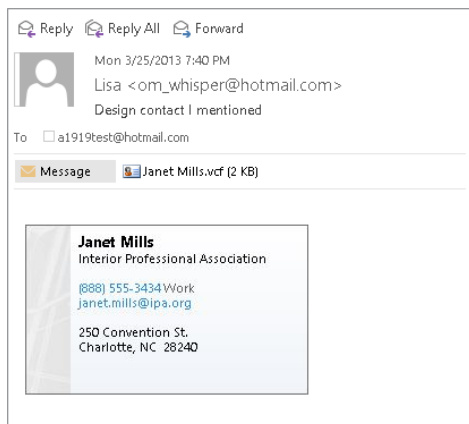 Reply Reply All Forward
Mon 3/25/2013 7:40 PM
Lisa <om_whisper@hotmail.com>
Design contact I mentioned
To a1919test@hotmail.com
Message Janet Mills.vcf (2 KB)
Janet Mills
Interior Professional Association
(888) 555-3434 Work
janet.mills@ipa.org
250 Convention St.
Charlotte, NC 28240